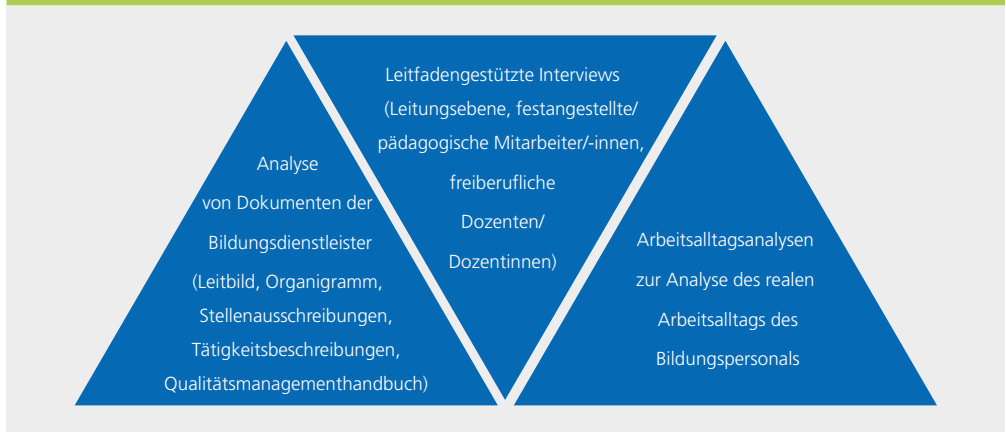 Analyse
von Dokumenten der
Bildungsdienstleister
(Leitbild, Organigramm,
Stellenausschreibungen,
Tätigkeitsbeschreibungen,
Qualitätsmanagementhandbuch)
Leitfadengestützte Interviews
(Leitungsebene, festangestellte/
pädagogische Mitarbeiter/-innen,
freiberufliche
Dozenten/
Dozentinnen)
Arbeitsalltagsanalysen
zur Analyse des realen
Arbeitsalltags des
Bildungspersonals